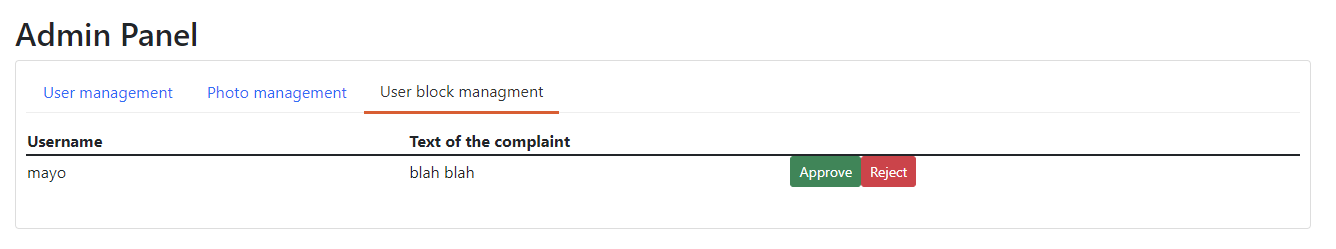 Admin Panel
User management Photo management User block managment
Username Text of the complaint
mayo blah blah Approve Reject